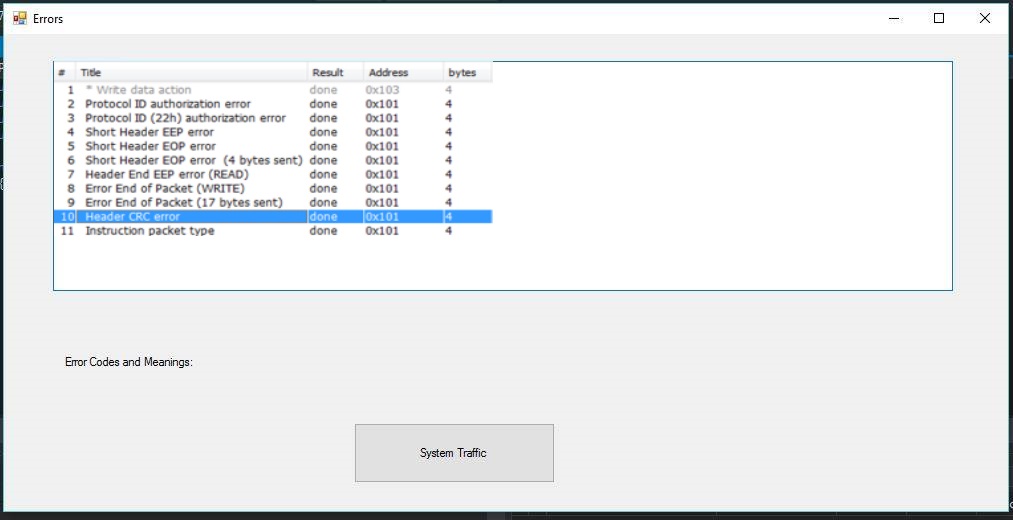 Errors
# Title Result Address bytes
1 * Write data action done 0x103 4
2 Protocol ID authorization error done 0x101 4
3 Protocol ID (22h) authorization error done 0x101 4
4 Short Header EEP error done 0x101 4
5 Short Header EOP error done 0x101 4
6 Short Header EOP error (4 bytes sent) done 0x101 4
7 Header End EEP error (READ) done 0x101 4
8 Error End of Packet (WRITE) done 0x101 4
9 Error End of Packet (17 bytes sent) done 0x101 4
10 Header CRC error done 0x101 4
11 Instruction packet type done 0x101 4
Error Codes and Meanings:
System Traffic